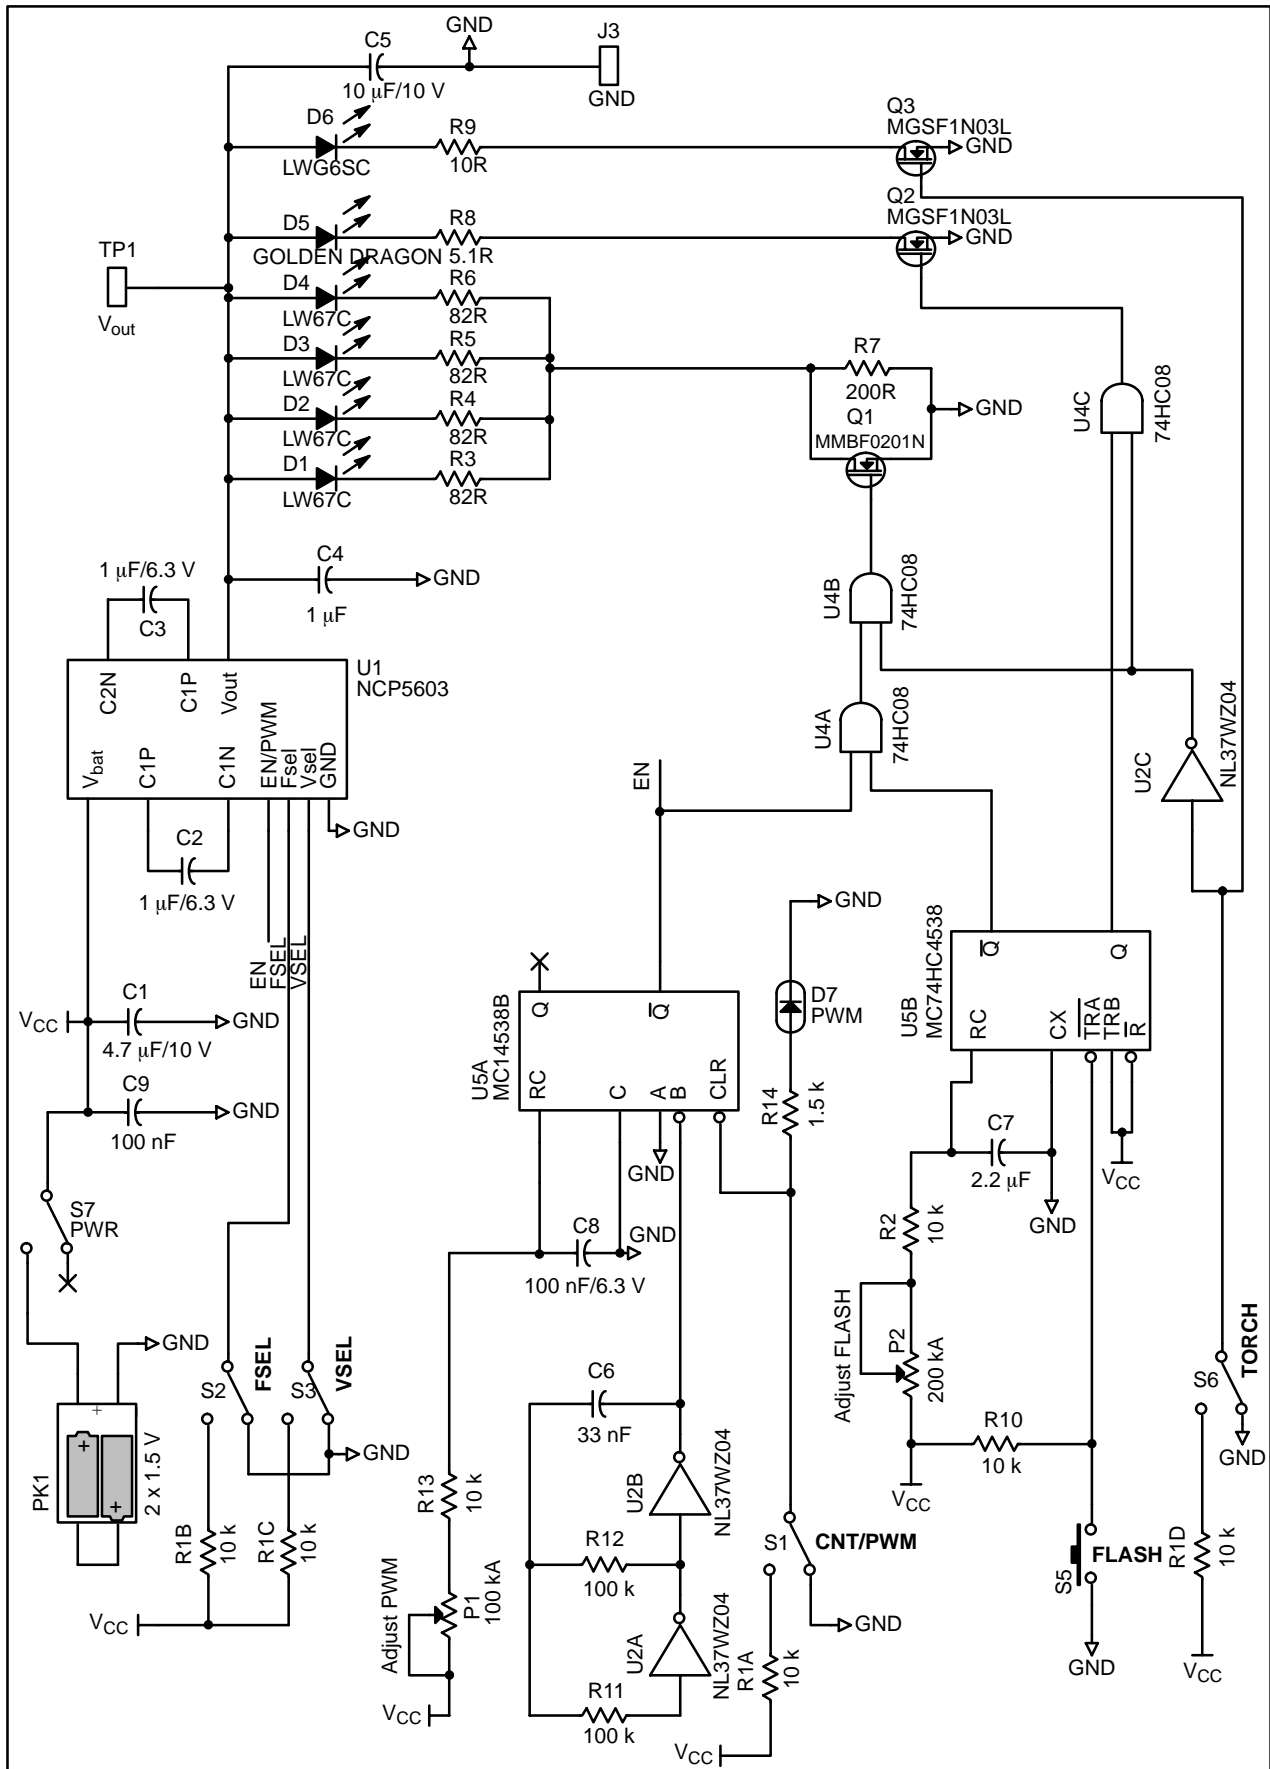 GND
C5
10 μF/10 V
J3
GND
D6
LWG6SC
R9
10R
Q3
MGSF1N03L
GND
D5
GOLDEN DRAGON
R8
5.1R
Q2
MGSF1N03L
GND
TP1
Vout
D4
LW67C
R6
82R
D3
LW67C
R5
82R
D2
LW67C
R4
82R
D1
LW67C
R3
82R
R7
200R
Q1
MMBF0201N
GND
U4C
74HC08
1 μF/6.3 V
C3
C4
1 μF
GND
U4B
74HC08
U1
NCP5603
C2N
C1P
Vout
Vbat
C1P
C1N
EN/PWM
Fsel
Vsel
GND
GND
C2
1 μF/6.3 V
EN
FSEL
VSEL
U4A
74HC08
EN
U2C
NL37WZ04
VCC
C1
4.7 μF/10 V
GND
C9
100 nF
GND
S7
PWR
U5A
MC14538B
Q
Q
RC
C
A
B
CLR
GND
GND
D7
PWM
R14
1.5 k
U5B
MC74HC4538
Q
Q
RC
CX
TRA
TRB
R
C7
2.2 μF
VCC
GND
R2
10 k
C8
100 nF/6.3 V
GND
GND
PK1
+
+
+
2 x 1.5 V
S2
FSEL
S3
VSEL
GND
R1B
10 k
R1C
10 k
VCC
Adjust PWM
R13
10 k
P1
100 kA
VCC
C6
33 nF
U2B
NL37WZ04
R12
100 k
U2A
NL37WZ04
R11
100 k
S1
CNT/PWM
GND
R1A
10 k
VCC
Adjust FLASH
P2
200 kA
R10
10 k
VCC
S5
FLASH
GND
S6
TORCH
GND
R1D
10 k
VCC